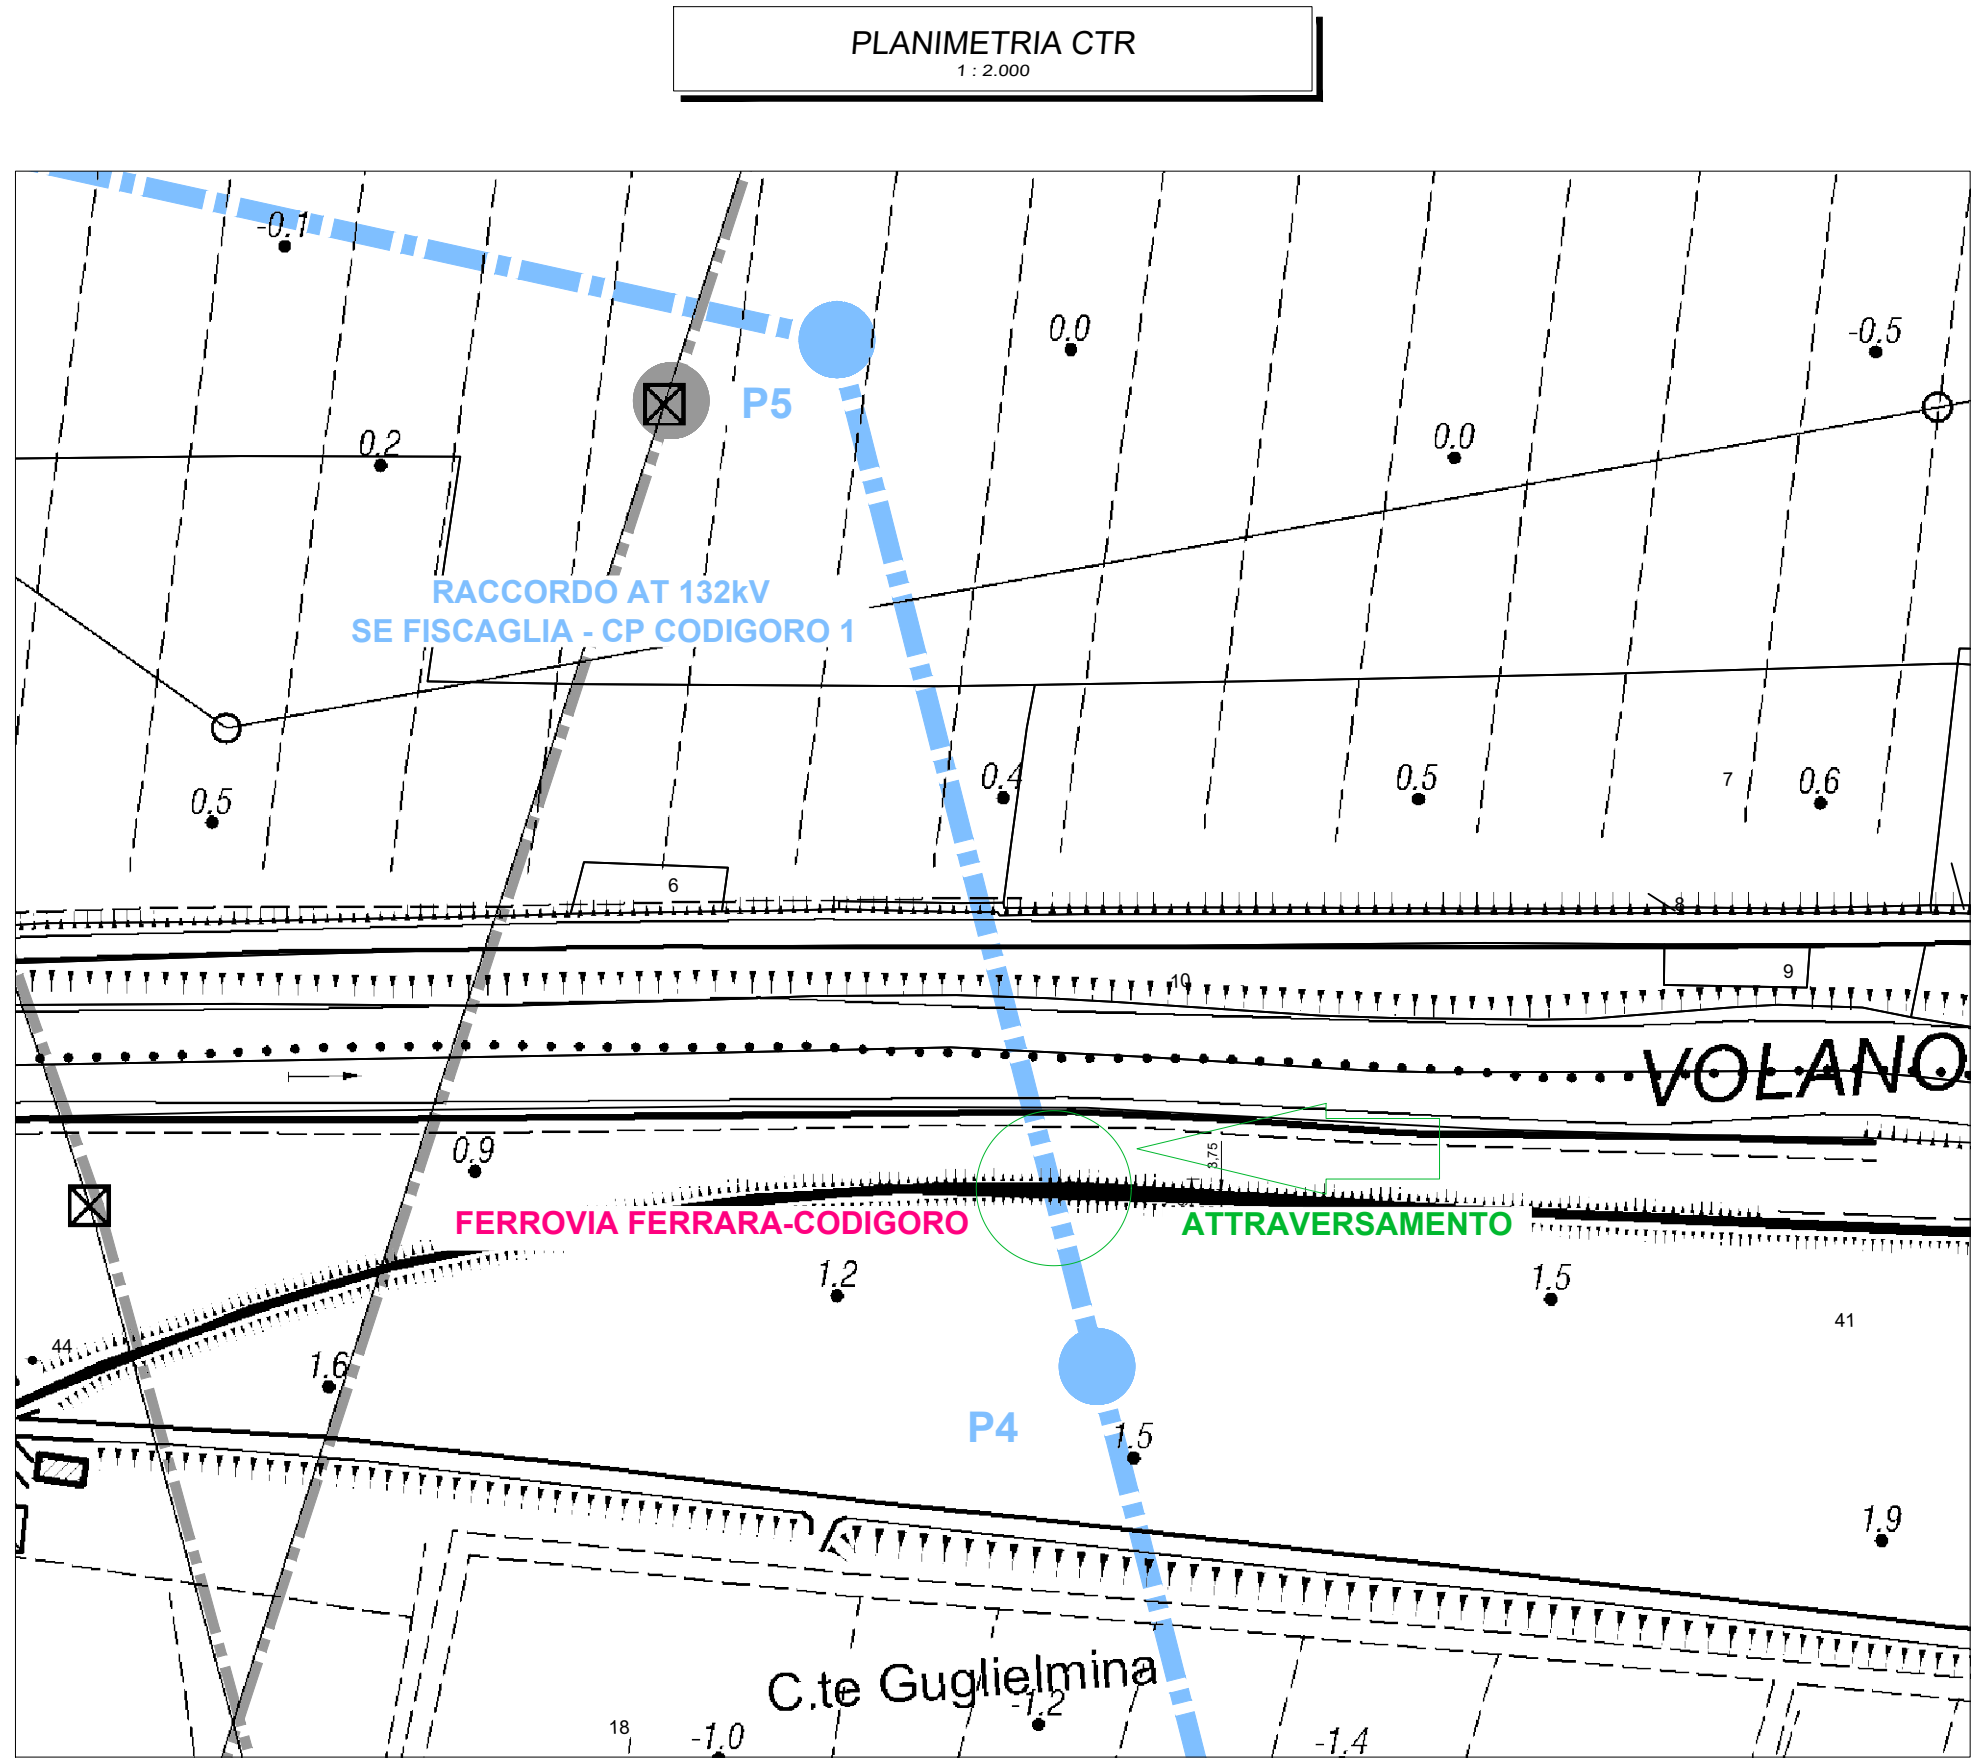 PLANIMETRIA CTR
1 : 2.000
-0.1
0.0
-0.5
P5
0.2
0.0
RACCORDO AT 132kV
SE FISCAGLIA - CP CODIGORO 1
0.5
0.4
0.5
7
0.6
6
8
9
10
VOLANO
0.9
3,75
FERROVIA FERRARA-CODIGORO
ATTRAVERSAMENTO
1.2
1.5
41
44
1.6
P4
1.5
1.9
C.te Guglielmina
-1.2
18
-1.0
-1.4